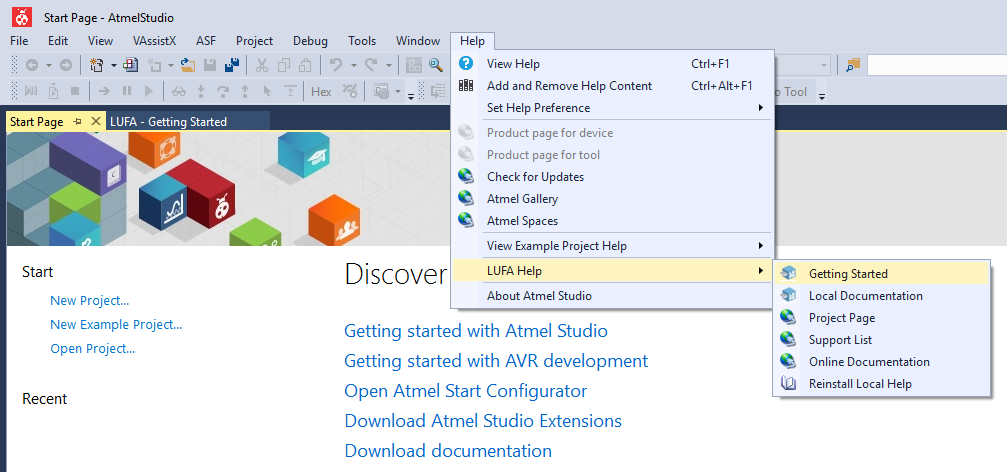 Start Page - AtmelStudio
File Edit View VAssistX ASF Project Debug Tools Window Help
View Help Ctrl+F1
Add and Remove Help Content Ctrl+Alt+F1
Set Help Preference
Hex
Tool
Start Page LUFA - Getting Started
Product page for device
Product page for tool
Check for Updates
Atmel Gallery
Atmel Spaces
View Example Project Help
LUFA Help
About Atmel Studio
Getting Started
Local Documentation
Project Page
Support List
Online Documentation
Reinstall Local Help
Start
New Project...
New Example Project...
Open Project...
Recent
Discover
Getting started with Atmel Studio
Getting started with AVR development
Open Atmel Start Configurator
Download Atmel Studio Extensions
Download documentation